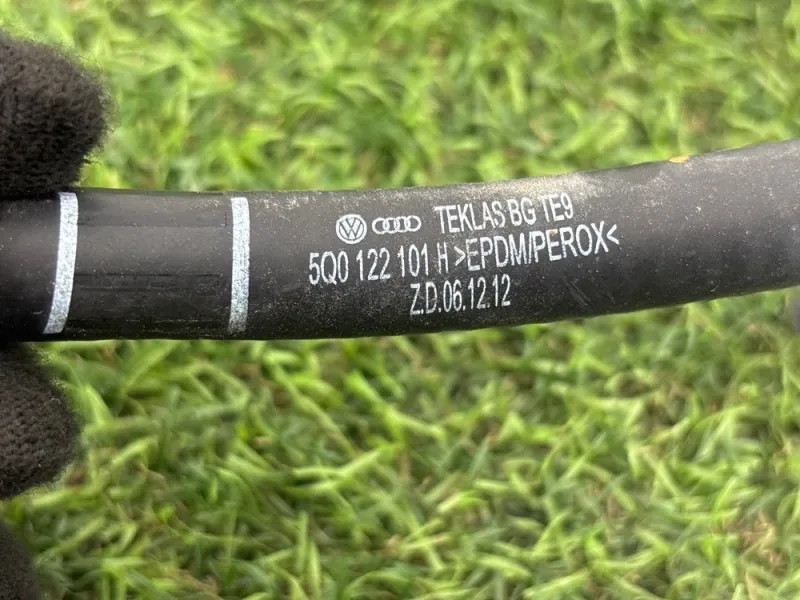 TEKLAS BG TE9
5Q0 122 101 H >EPDM/PEROX<
Z.D.06.12.12